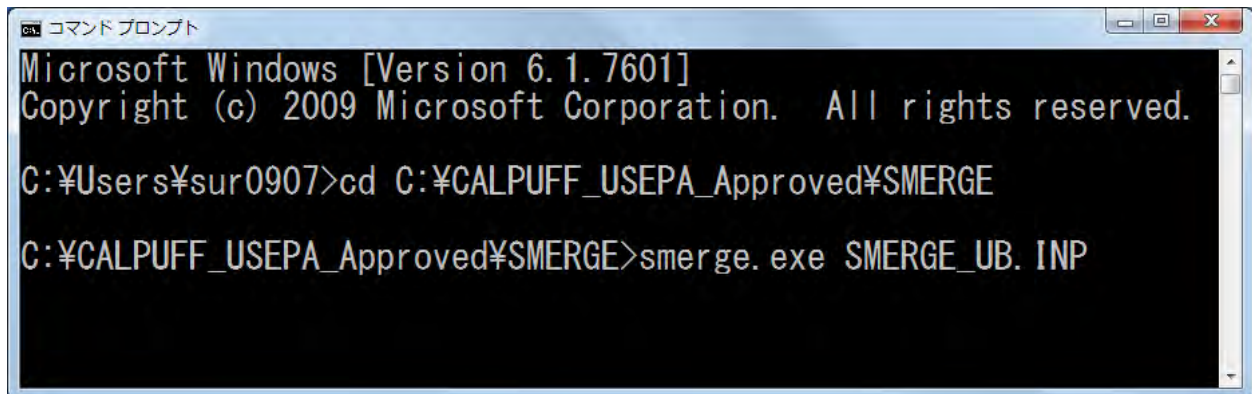 コマンド プロンプト
Microsoft Windows [Version 6.1.7601]
Copyright (c) 2009 Microsoft Corporation.  All rights reserved.
C:¥Users¥sur0907>cd C:¥CALPUFF_USEPA_Approved¥SMERGE
C:¥CALPUFF_USEPA_Approved¥SMERGE>smerge.exe SMERGE_UB.INP